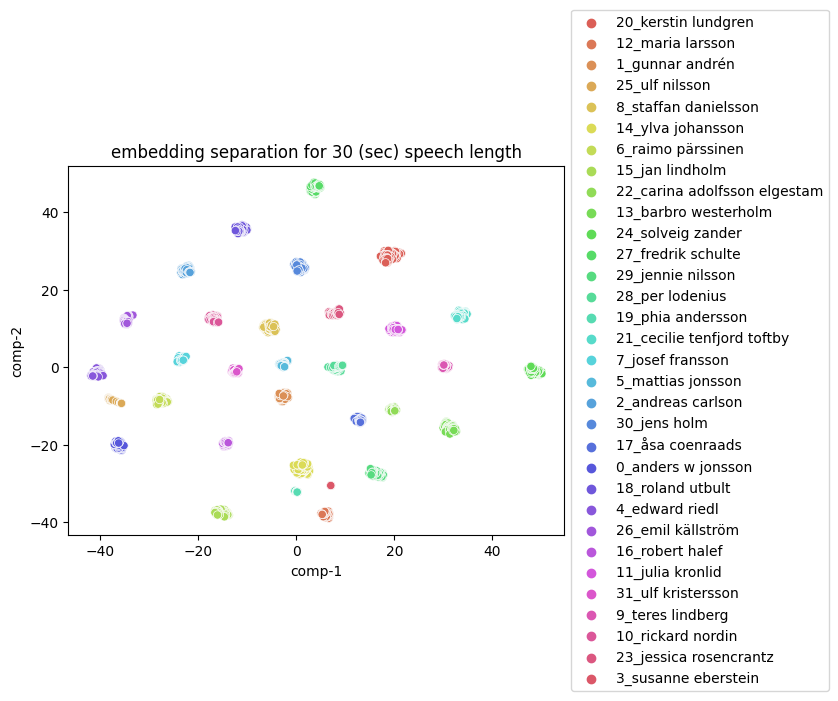 embedding separation for 30 (sec) speech length
comp-2
40
20
0
−20
−40
−40
−20
0
20
40
comp-1
20_kerstin lundgren
12_maria larsson
1_gunnar andrén
25_ulf nilsson
8_staffan danielsson
14_ylva johansson
6_raimo pärssinen
15_jan lindholm
22_carina adolfsson elgestam
13_barbro westerholm
24_solveig zander
27_fredrik schulte
29_jennie nilsson
28_per lodenius
19_phia andersson
21_cecilie tenfjord toftby
7_josef fransson
5_mattias jonsson
2_andreas carlson
30_jens holm
17_åsa coenraads
0_anders w jonsson
18_roland utbult
4_edward riedl
26_emil källström
16_robert halef
11_julia kronlid
31_ulf kristersson
9_teres lindberg
10_rickard nordin
23_jessica rosencrantz
3_susanne eberstein